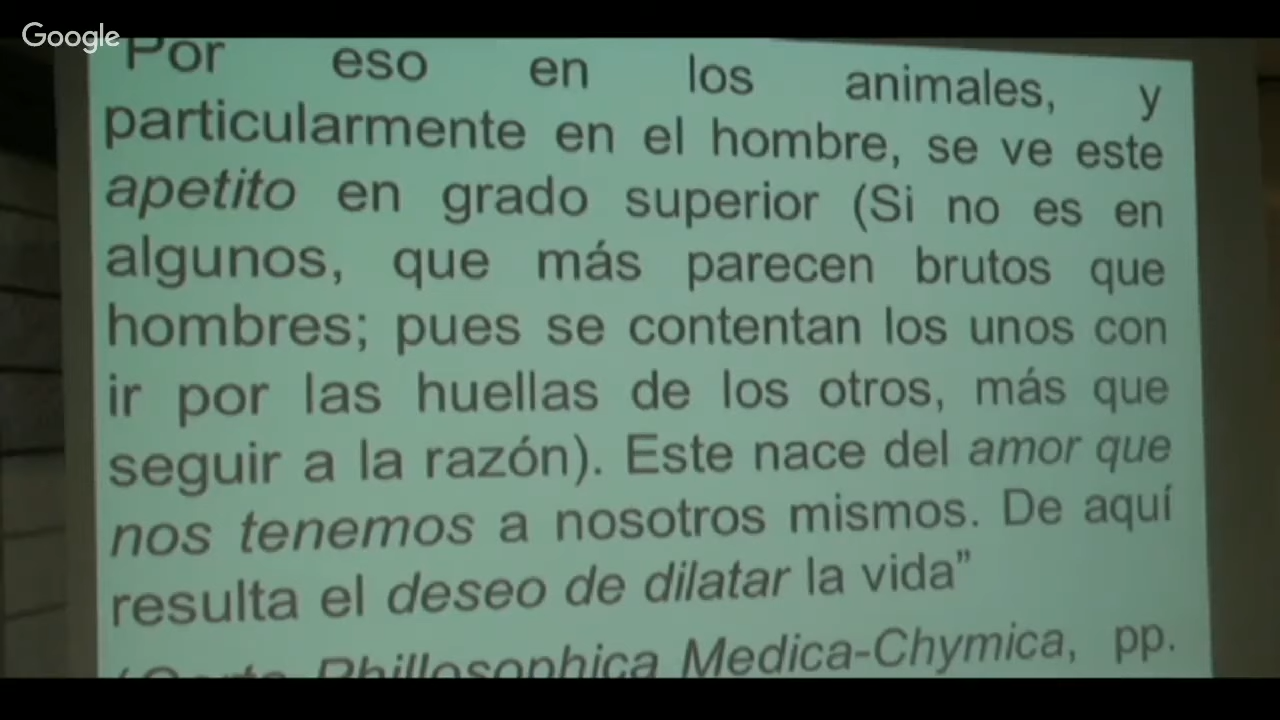 Google
"Por eso en los animales, y
particularmente en el hombre, se ve este
apetito en grado superior (Si no es en
algunos, que más parecen brutos que
hombres; pues se contentan los unos con
ir por las huellas de los otros, más que
seguir a la razón). Este nace del amor que
nos tenemos a nosotros mismos. De aquí
resulta el deseo de dilatar la vida”
(Carta Phillosophica Medica-Chymica, pp.